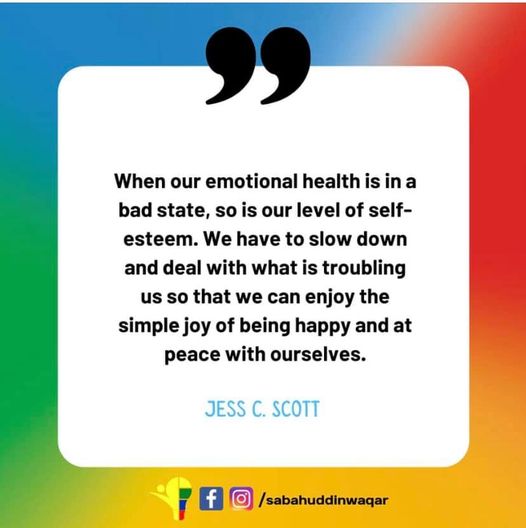 When our emotional health is in a
bad state, so is our level of self-
esteem. We have to slow down
and deal with what is troubling
us so that we can enjoy the
simple joy of being happy and at
peace with ourselves.
JESS C. SCOTT
/sabahuddinwaqar